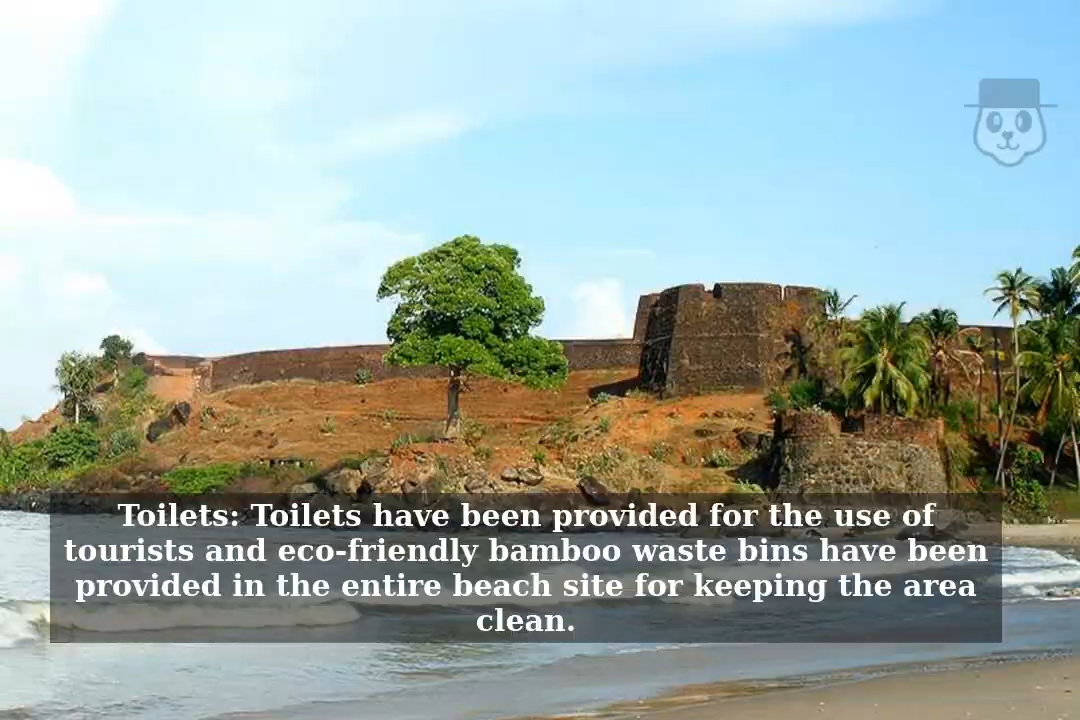 Toilets: Toilets have been provided for the use of
tourists and eco-friendly bamboo waste bins have been
provided in the entire beach site for keeping the area
clean.